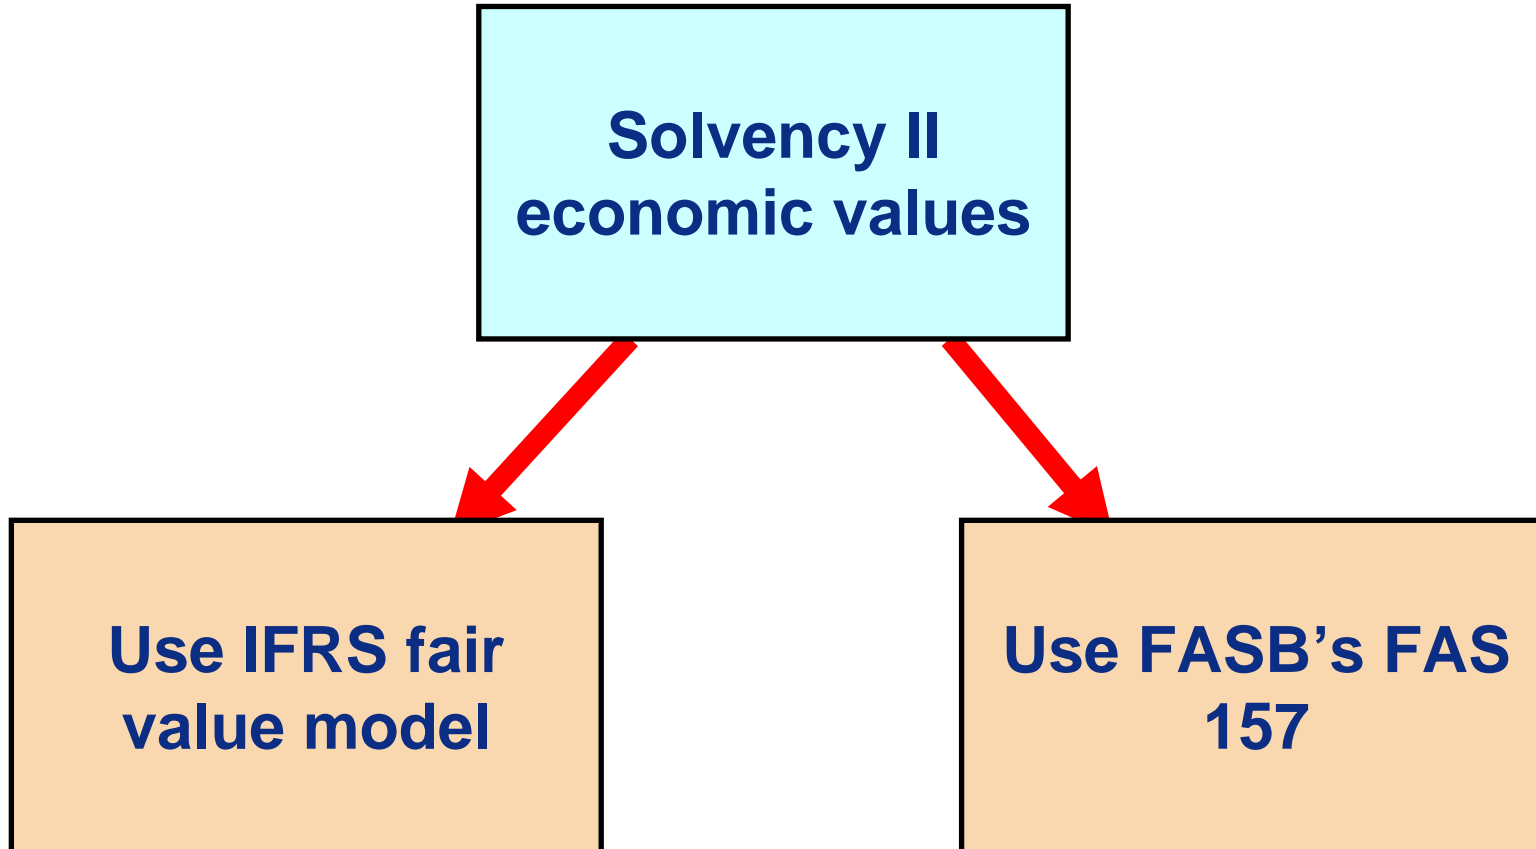 Solvency II
economic values
Use IFRS fair
value model
Use FASB’s FAS
157